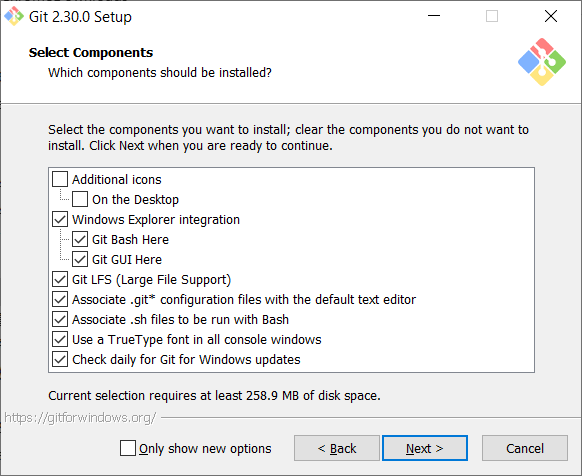 Git 2.30.0 Setup
Select Components
Which components should be installed?
Select the components you want to install; clear the components you do not want to
install. Click Next when you are ready to continue.
Additional icons
On the Desktop
Windows Explorer integration
Git Bash Here
Git GUI Here
Git LFS (Large File Support)
Associate .git* configuration files with the default text editor
Associate .sh files to be run with Bash
Use a TrueType font in all console windows
Check daily for Git for Windows updates
Current selection requires at least 258.9 MB of disk space.
https://gitforwindows.org/
Only show new options
< Back
Next >
Cancel